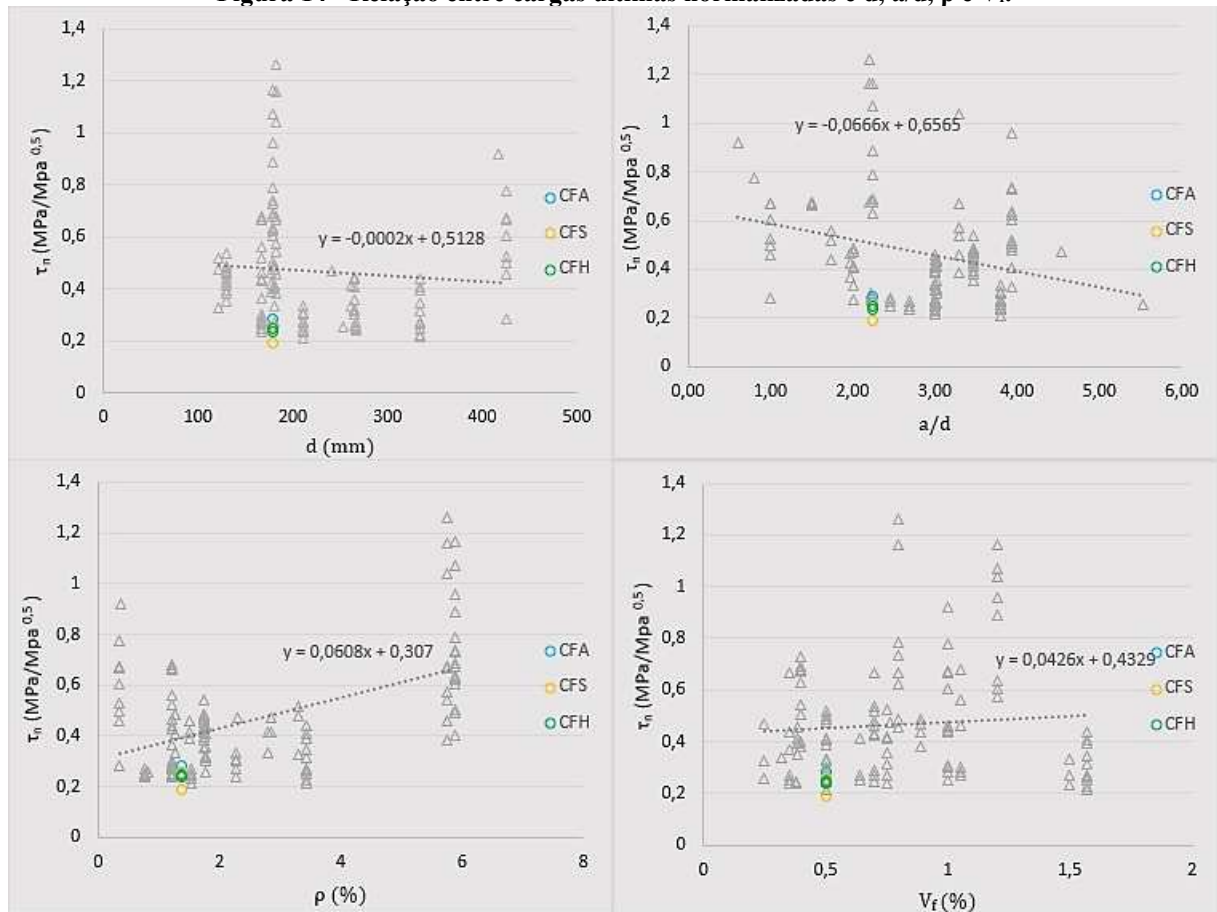 Figura 14 - Relação entre cargas últimas normalizadas e d, a/d, ρ e Vf.
1,4
1,2
1
0,8
0,6
0,4
0,2
0
τn (MPa/Mpa 0,5)
y = -0,0002x + 0,5128
CFA
CFS
CFH
0 100 200 300 400 500
d (mm)
1,4
1,2
1
0,8
0,6
0,4
0,2
0
τn (MPa/Mpa 0,5)
y = -0,0666x + 0,6565
CFA
CFS
CFH
0,00 1,00 2,00 3,00 4,00 5,00 6,00
a/d
1,4
1,2
1
0,8
0,6
0,4
0,2
0
τn (MPa/Mpa 0,5)
y = 0,0608x + 0,307
CFA
CFS
CFH
0 2 4 6 8
ρ (%)
1,4
1,2
1
0,8
0,6
0,4
0,2
0
τn (MPa/Mpa 0,5)
y = 0,0426x + 0,4329
CFA
CFS
CFH
0 0,5 1 1,5 2
Vf (%)